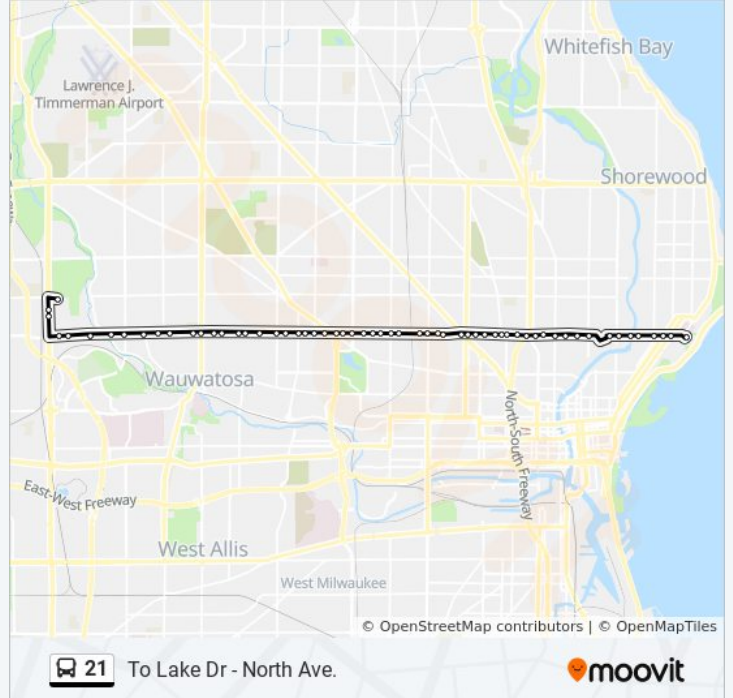 Whitefish Bay
Lawrence J.
Timmerman Airport
Shorewood
Wauwatosa
North-South Freeway
East-West Freeway
West Allis
West Milwaukee
© OpenStreetMap contributors | © OpenMapTiles
21 To Lake Dr - North Ave.
moovit